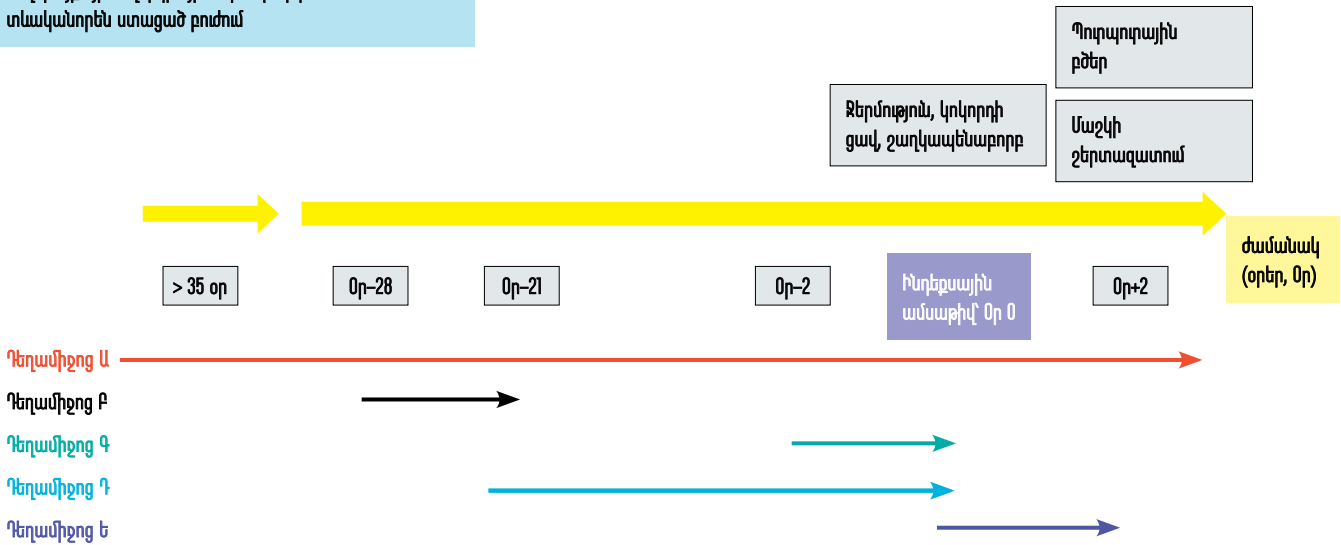 տևականորեն ստացած բուժում
Պուրպուրային
բծեր
Ջերմություն, կոկորդի
ցավ, շաղկապենաբորբ
Մաշկի
շերտազատում
ժամանակ
(օրեր, Օր)
> 35 օր
Օր–28
Օր–21
Օր–2
Ինդեքսային
ամսաթիվ՝ Օր 0
Օր+2
Դեղամիջոց Ա
Դեղամիջոց Բ
Դեղամիջոց Գ
Դեղամիջոց Դ
Դեղամիջոց Ե